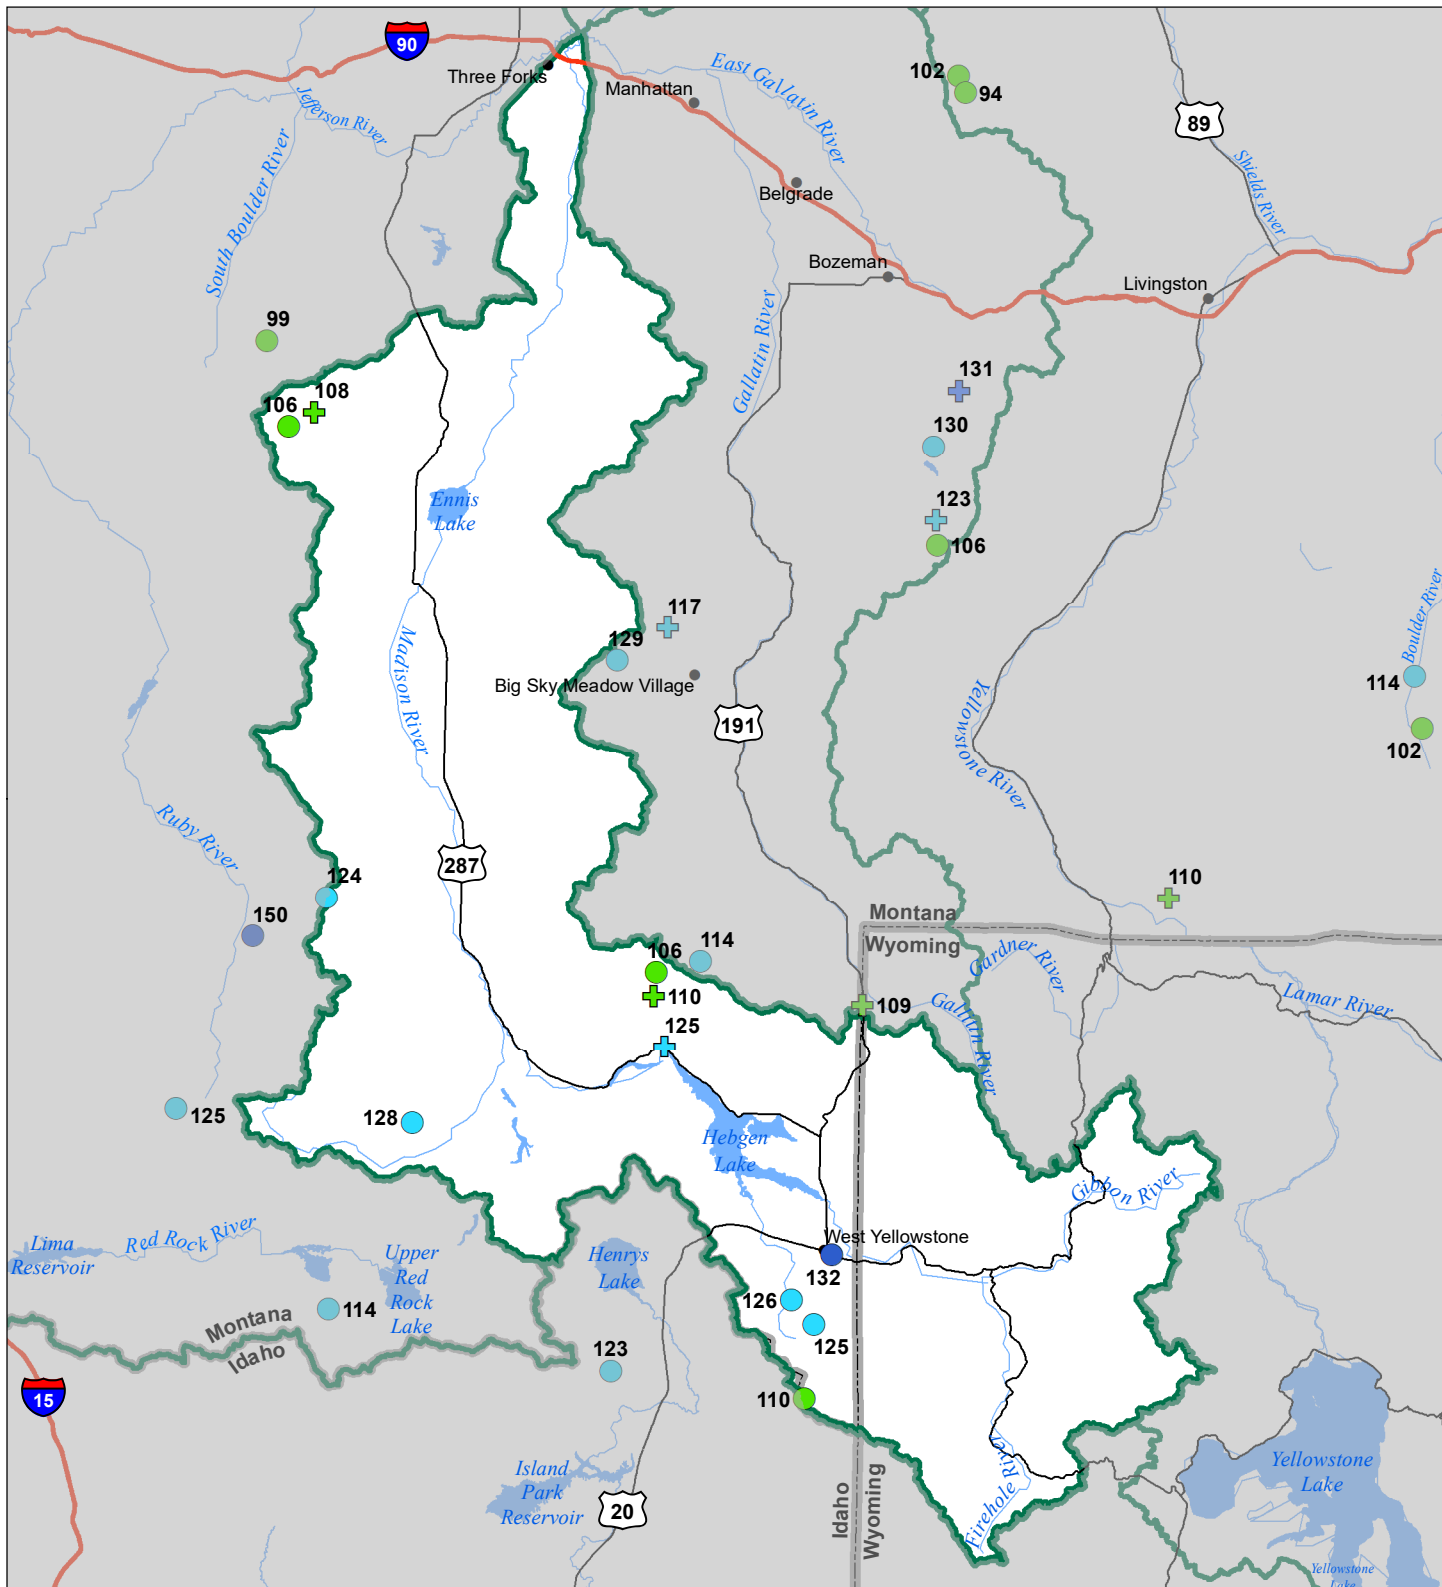 90
Three Forks
Manhattan
East Gallatin River
102
94
89
Jefferson River
South Boulder River
Shields River
Belgrade
Bozeman
Livingston
Gallatin River
99
108
106
131
130
123
106
Ennis
Lake
117
129
Big Sky Meadow Village
Madison River
191
Boulder River
114
102
Yellowstone River
Ruby River
287
124
150
110
Montana
Wyoming
106
114
110
109
Gardner River
Gallatin River
Lamar River
125
125
128
Hebgen
Lake
Gibbon River
West Yellowstone
132
126
125
110
Lima
Reservoir
Red Rock River
Upper
Red
Rock
Lake
Henrys
Lake
114
Montana
Idaho
123
15
Island
Park
Reservoir
20
Idaho
Wyoming
Firehole River
Yellowstone
Lake
Yellowstone
Lake